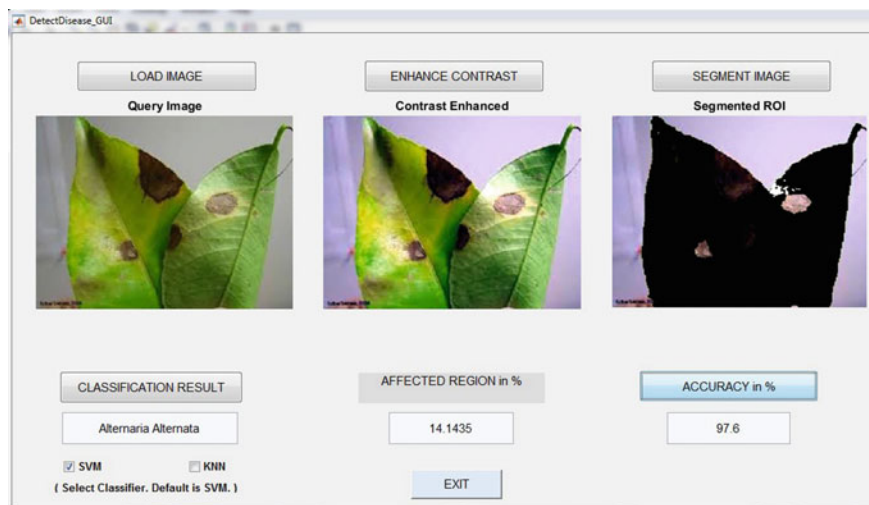 DetectDisease_GUI
LOAD IMAGE
ENHANCE CONTRAST
SEGMENT IMAGE
Query Image
Contrast Enhanced
Segmented ROI
CLASSIFICATION RESULT
AFFECTED REGION in %
ACCURACY in %
Alternaria Alternata
14.1435
97.6
SVM
KNN
( Select Classifier. Default is SVM. )
EXIT